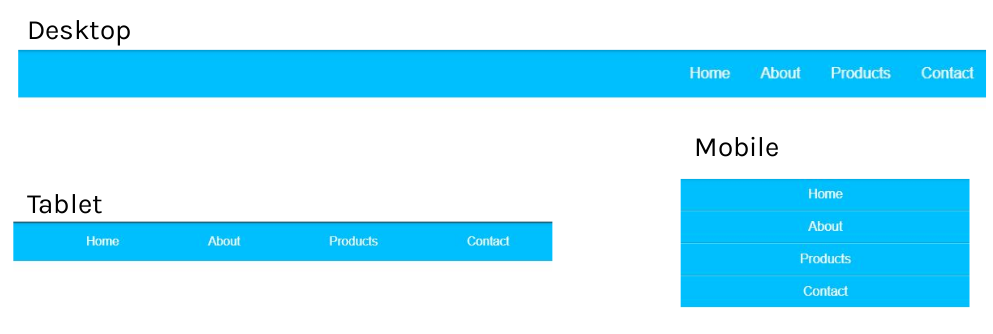 Desktop
Home About Products Contact
Mobile
Home
About
Products
Contact
Tablet
Home About Products Contact